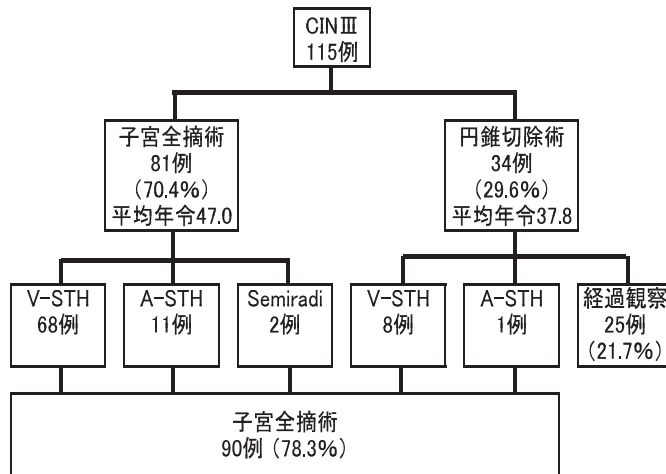 CINⅢ
115例
子宮全摘術
81例
(70.4%)
平均年令47.0
円錐切除術
34例
(29.6%)
平均年令37.8
V-STH
68例
A-STH
11例
Semiradi
2例
V-STH
8例
A-STH
1例
経過観察
25例
(21.7%)
子宮全摘術
90例 (78.3%)